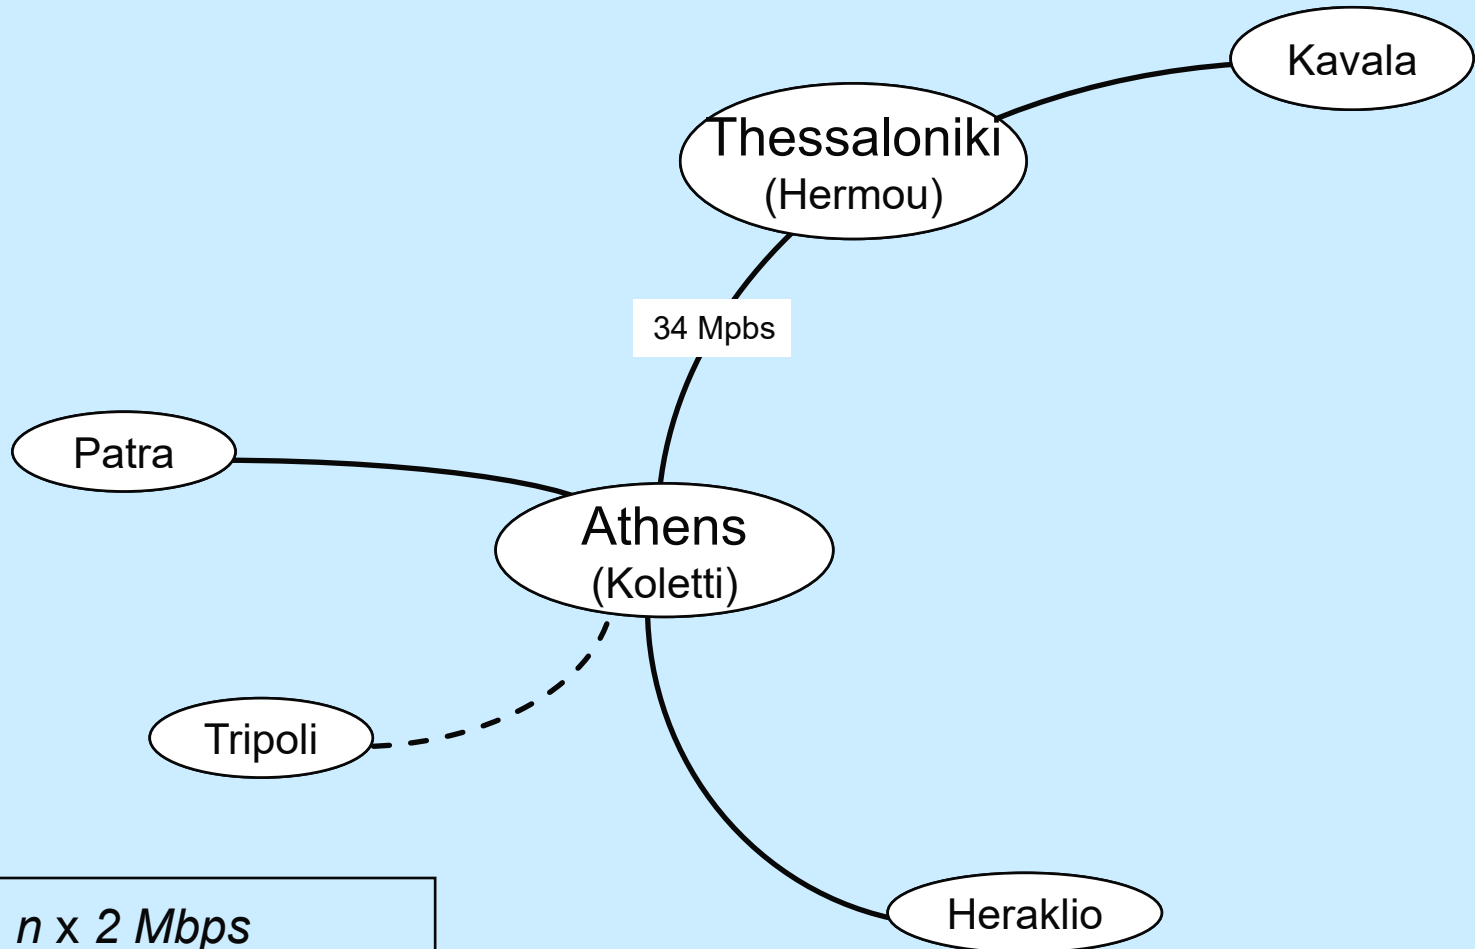 Kavala
Thessaloniki
(Hermou)
34 Mpbs
Patra
Athens
(Koletti)
Tripoli
Heraklio
n x 2 Mbps